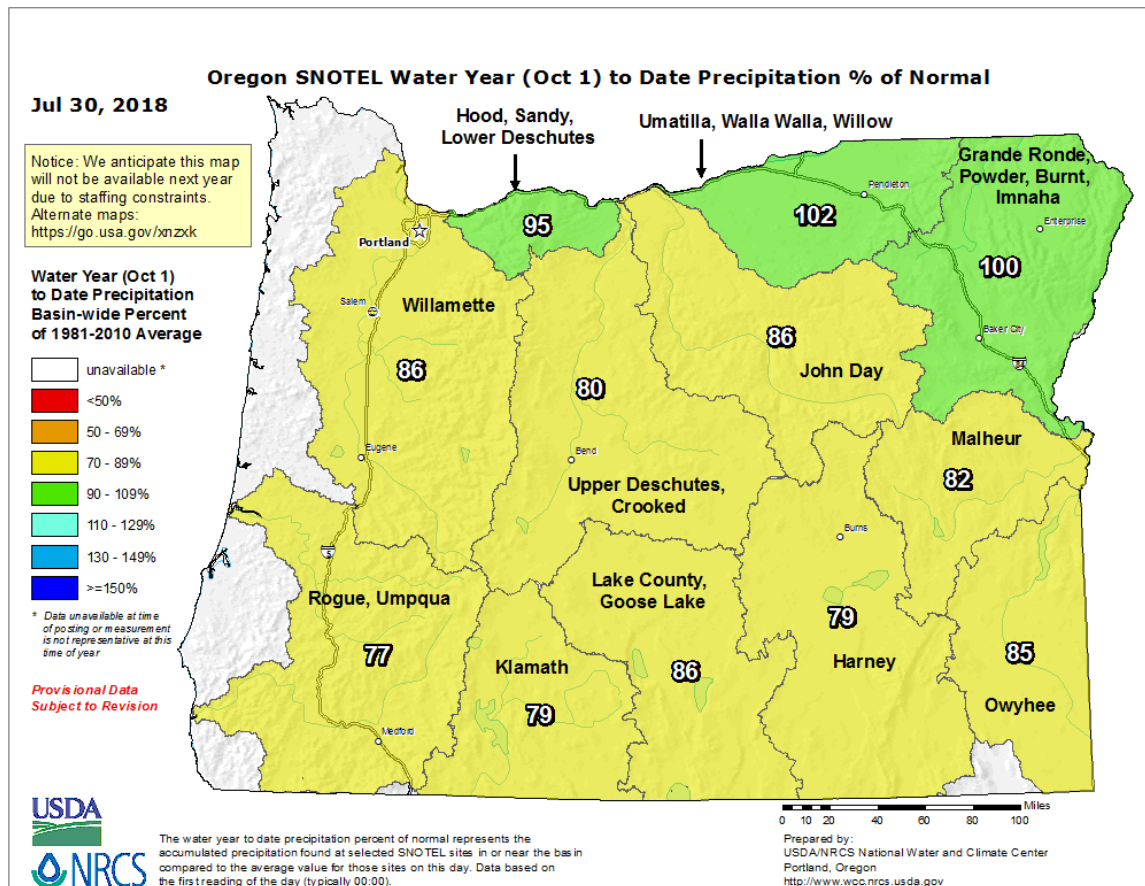 Oregon SNOTEL Water Year (Oct 1) to Date Precipitation % of Normal
Jul 30, 2018
Notice: We anticipate this map
will not be available next year
due to staffing constraints.
Alternate maps:
https://go.usa.gov/xnzxk
Water Year (Oct 1)
to Date Precipitation
Basin-wide Percent
of 1981-2010 Average
unavailable *
<50%
50 - 69%
70 - 89%
90 - 109%
110 - 129%
130 - 149%
>=150%
* Data unavailable at time
of posting or measurement
is not representative at this
time of year
Provisional Data
Subject to Revision
Hood, Sandy,
Lower Deschutes
95
Umatilla, Walla Walla, Willow
Pendleton
102
Grande Ronde,
Powder, Burnt,
Imnaha
Enterprise
100
Baker City
84
Portland
Salem
Willamette
86
Eugene
80
Bend
Upper Deschutes,
Crooked
86
John Day
Malheur
82
Burns
5
Rogue, Umpqua
77
Medford
Klamath
79
Lake County,
Goose Lake
86
79
Harney
85
Owyhee
USDA
NRCS
The water year to date precipitation percent of normal represents the
accumulated precipitation found at selected SNOTEL sites in or near the basin
compared to the average value for those sites on this day. Data based on
the first reading of the day (typically 00:00).
Miles
0 10 20 40 60 80 100
Prepared by:
USDA/NRCS National Water and Climate Center
Portland, Oregon
http://www.wcc.nrcs.usda.gov